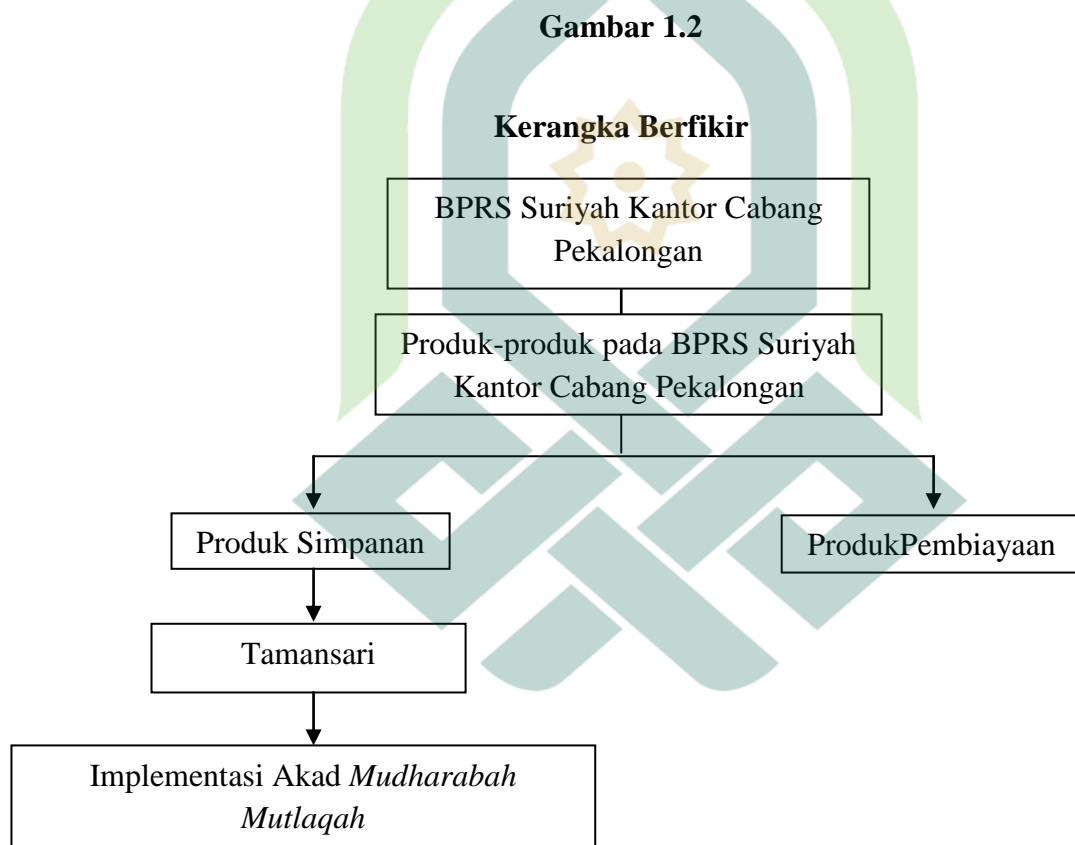 Gambar 1.2
Kerangka Berfikir
BPRS Suriyah Kantor Cabang
Pekalongan
Produk-produk pada BPRS Suriyah
Kantor Cabang Pekalongan
Produk Simpanan
ProdukPembiayaan
Tamansari
Implementasi Akad Mudharabah
Mutlaqah